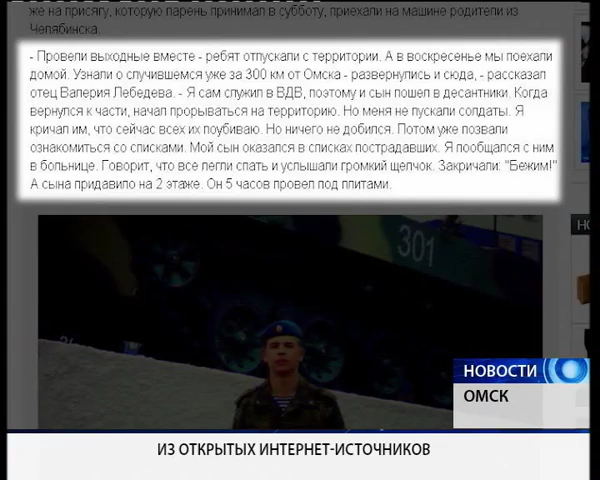 же на присягу, которую парень принимал в субботу, приехали на машине родители из
Челябинска.
- Провели выходные вместе - ребят отпускали с территории. А в воскресенье мы поехали
домой. Узнали о случившемся уже за 300 км от Омска - развернулись и сюда, - рассказал
отец Валерия Лебедева. - Я сам служил в ВДВ, поэтому и сын пошел в десантники. Когда
вернулся к части, начал прорываться на территорию. Но меня не пускали солдаты. Я
кричал им, что сейчас всех их поубиваю. Но ничего не добился. Потом уже позвали
ознакомиться со списками. Мой сын оказался в списках пострадавших. Я пообщался с ним
в больнице. Говорит, что все легли спать и услышали громкий щелчок. Закричали: "Бежим!"
А сына придавило на 2 этаже. Он 5 часов провел под плитами.
301
НО
НОВОСТИ
ОМСК
ИЗ ОТКРЫТЫХ ИНТЕРНЕТ-ИСТОЧНИКОВ